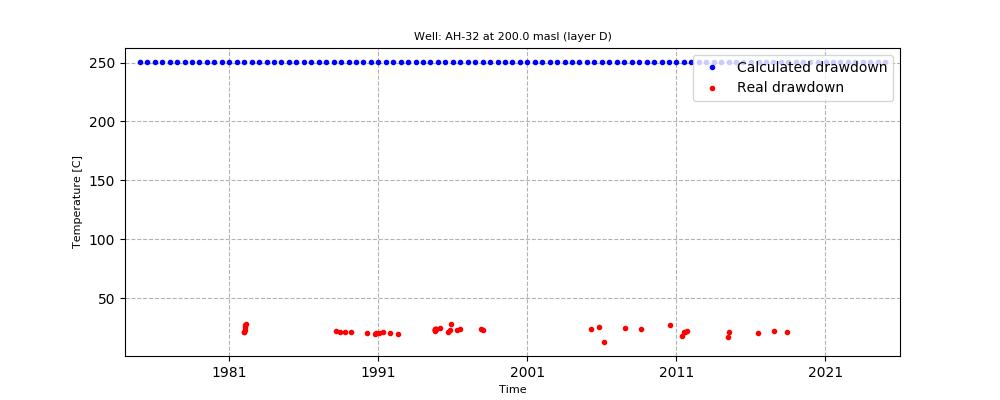 Well: AH-32 at 200.0 masl (layer D)
Calculated drawdown
Real drawdown
Temperature [C]
250
200
150
100
50
1981
1991
2001
2011
2021
Time